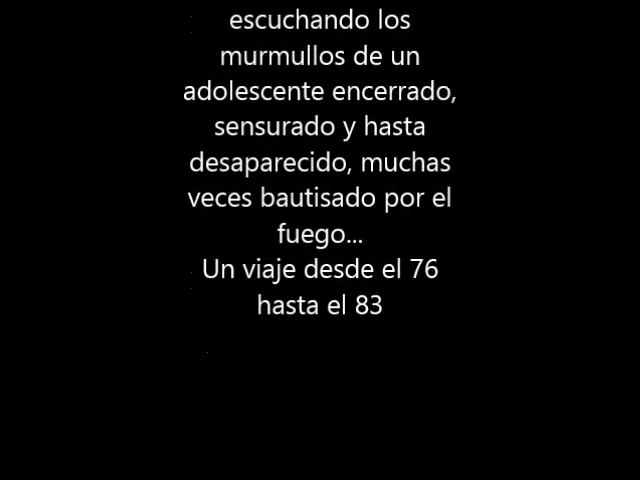 escuchando los
murmullos de un
adolescente encerrado,
sensurado y hasta
desaparecido, muchas
veces bautisado por el
fuego...
Un viaje desde el 76
hasta el 83